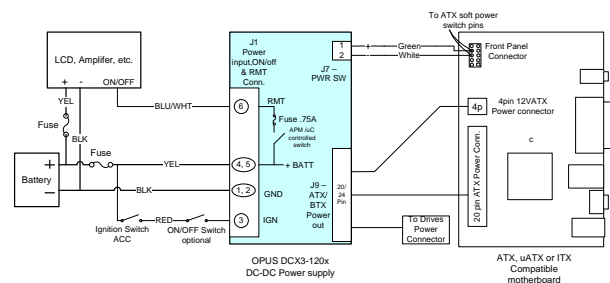 To ATX soft power
switch pins
LCD, Amplifer, etc.
+ - ON/OFF
YEL
Fuse
BLK
BLU/WHT
Fuse
YEL
BLK
Battery
+
−
Ignition Switch
ACC
RED
ON/OFF Switch
optional
J1
Power
input,ON/off
& RMT
Conn.
6
4, 5
1, 2
3
RMT
Fuse .75A
APM /uC
controlled
switch
+ BATT
GND
IGN
1
2
J7 –
PWR SW
J9 –
ATX/
BTX
Power
out
20/
24
Pin
OPUS DCX3-120x
DC-DC Power supply
+ Green
- White
Front Panel
Connector
4p
4pin 12VATX
Power connector
20 pin ATX Power Conn.
c
To Drives
Power
Connector
ATX, uATX or ITX
Compatible
motherboard